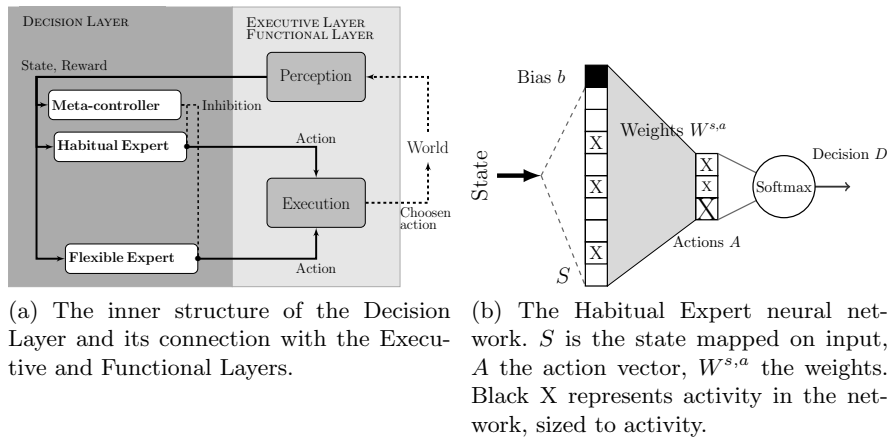 DECISION LAYER
EXECUTIVE LAYER
FUNCTIONAL LAYER
State, Reward
Perception
Meta-controller
Inhibition
Habitual Expert
Action
World
Execution
Choosen
action
Flexible Expert
Action
(a) The inner structure of the Decision
Layer and its connection with the Execu-
tive and Functional Layers.
Bias b
Weights W^{s,a}
X
X
X
X
X
X
State
Softmax
Decision D
Actions A
S
(b) The Habitual Expert neural net-
work. S is the state mapped on input,
A the action vector, W^{s,a} the weights.
Black X represents activity in the net-
work, sized to activity.